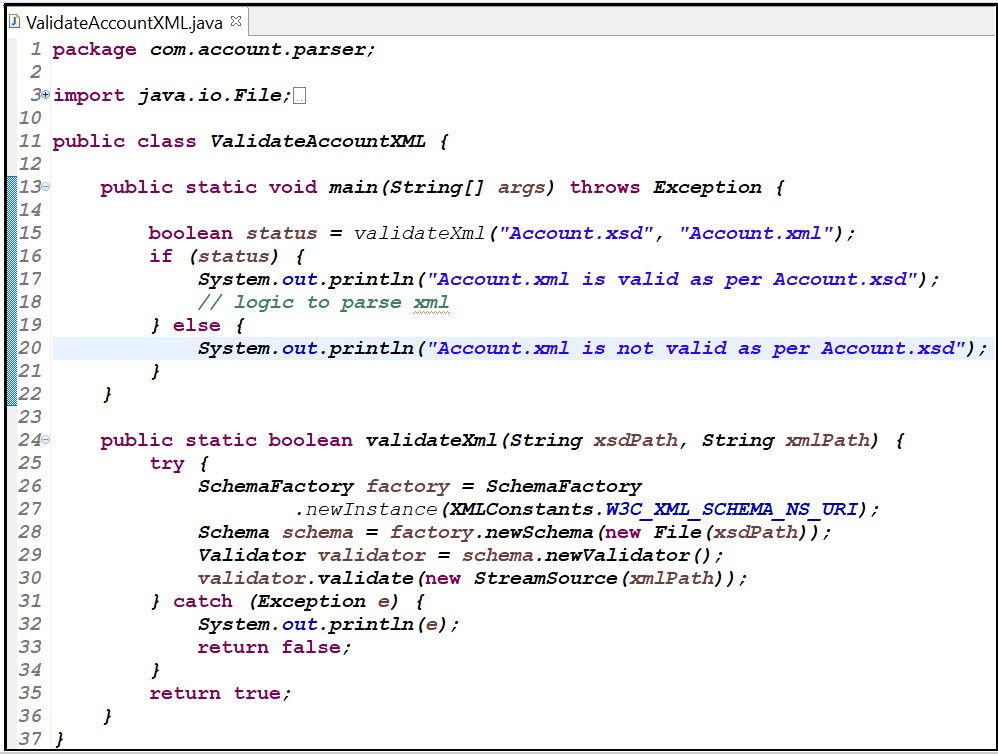 ValidateAccountXML.java
1 package com.account.parser;
2
3 import java.io.File;
10
11 public class ValidateAccountXML {
12
13     public static void main(String[] args) throws Exception {
14
15         boolean status = validateXml("Account.xsd", "Account.xml");
16         if (status) {
17             System.out.println("Account.xml is valid as per Account.xsd");
18             // logic to parse xml
19         } else {
20             System.out.println("Account.xml is not valid as per Account.xsd");
21         }
22     }
23
24     public static boolean validateXml(String xsdPath, String xmlPath) {
25         try {
26             SchemaFactory factory = SchemaFactory
27                     .newInstance(XMLConstants.W3C_XML_SCHEMA_NS_URI);
28             Schema schema = factory.newSchema(new File(xsdPath));
29             Validator validator = schema.newValidator();
30             validator.validate(new StreamSource(xmlPath));
31         } catch (Exception e) {
32             System.out.println(e);
33             return false;
34         }
35         return true;
36     }
37 }